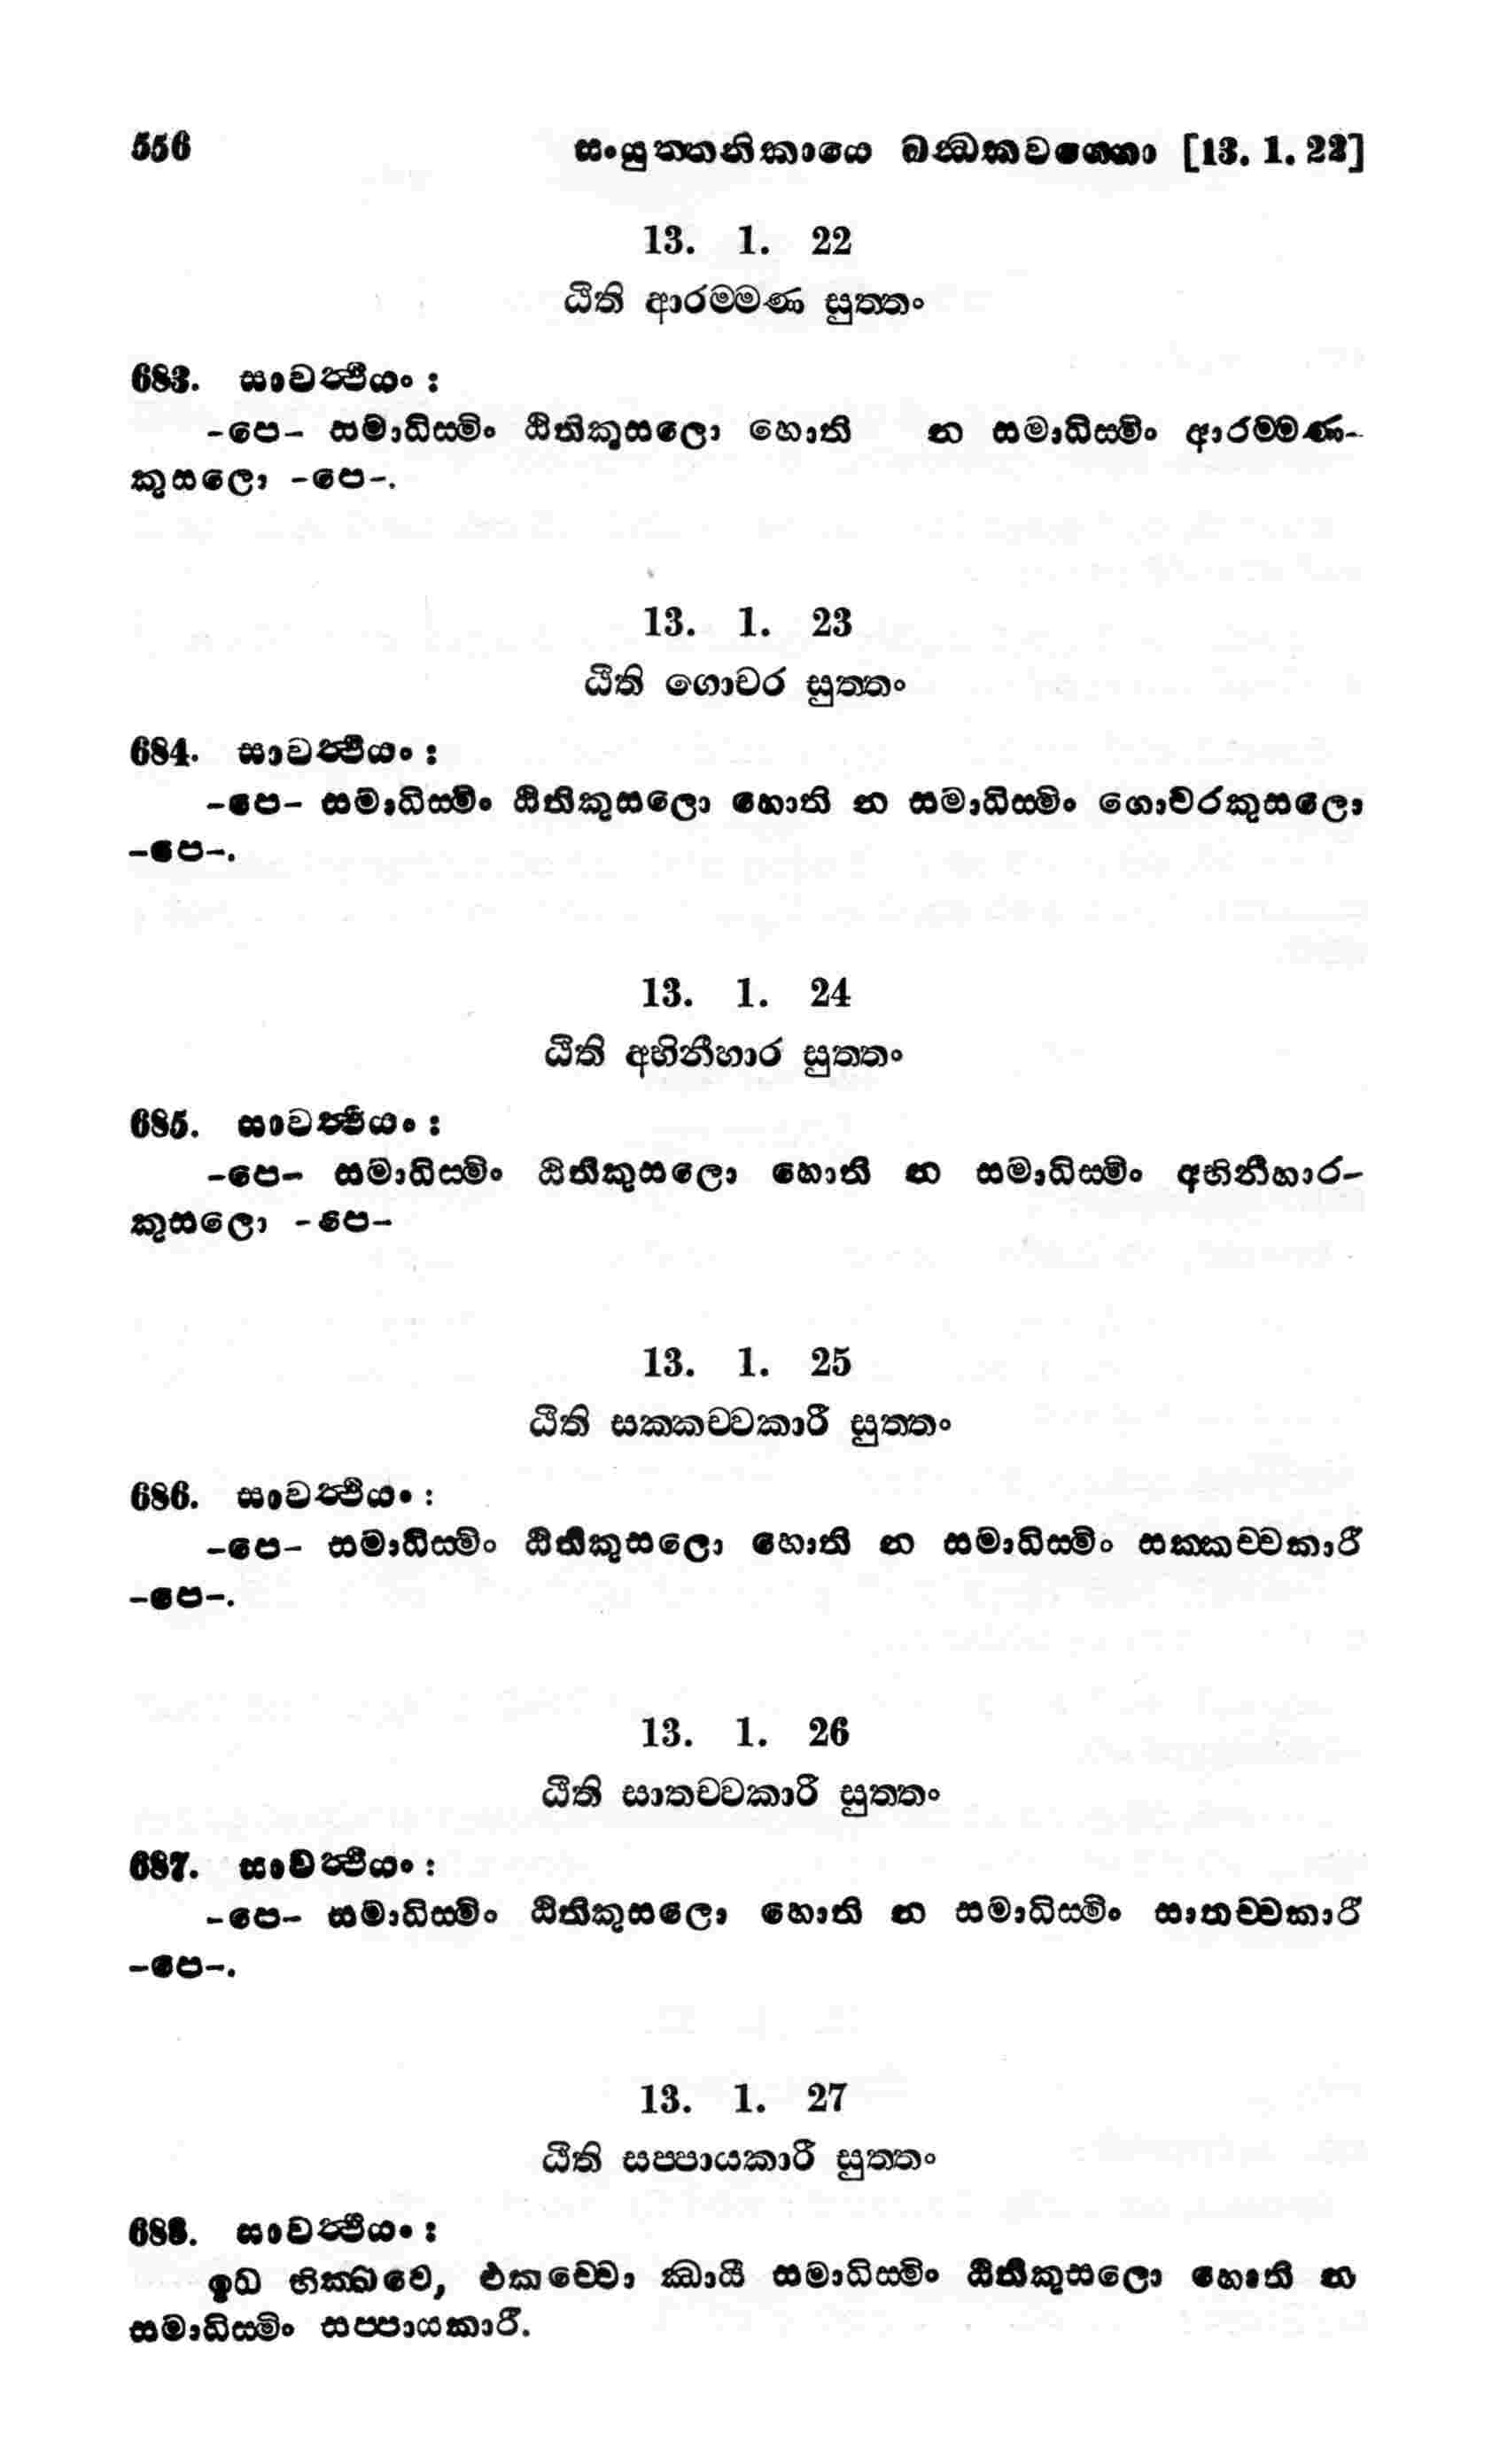 556 සංයුත්තනිකායෙ ඛන්ධකවග්ගො [13. 1. 22]
13. 1. 22
ඨිති ආරම්මණ සුත්තං
683. සාවත්ථියං :
-පෙ- සමාධිස්මිං ඨිතිකුසලො හොති න සමාධිස්මිං ආරම්මණ-
කුසලො -පෙ-.
13. 1. 23
ඨිති ගොචර සුත්තං
684. සාවත්ථියං :
-පෙ- සමාධිස්මිං ඨිතිකුසලො හොති න සමාධිස්මිං ගොචරකුසලො
-පෙ-.
13. 1. 24
ඨිති අභිනීහාර සුත්තං
685. සාවත්ථියං :
-පෙ- සමාධිස්මිං ඨිතිකුසලො හොති න සමාධිස්මිං අභිනීහාර-
කුසලො -පෙ-
13. 1. 25
ඨිති සක්කච්චකාරී සුත්තං
686. සාවත්ථියං :
-පෙ- සමාධිස්මිං ඨිතිකුසලො හොති න සමාධිස්මිං සක්කච්චකාරී
-පෙ-.
13. 1. 26
ඨිති සාතච්චකාරී සුත්තං
687. සාවත්ථියං :
-පෙ- සමාධිස්මිං ඨිතිකුසලො හොති න සමාධිස්මිං සාතච්චකාරී
-පෙ-.
13. 1. 27
ඨිති සප්පායකාරී සුත්තං
688. සාවත්ථියං :
ඉධ භික්ඛවෙ, එකච්චො ඣායී සමාධිස්මිං ඨිතිකුසලො හොති න
සමාධිස්මිං සප්පායකාරී.